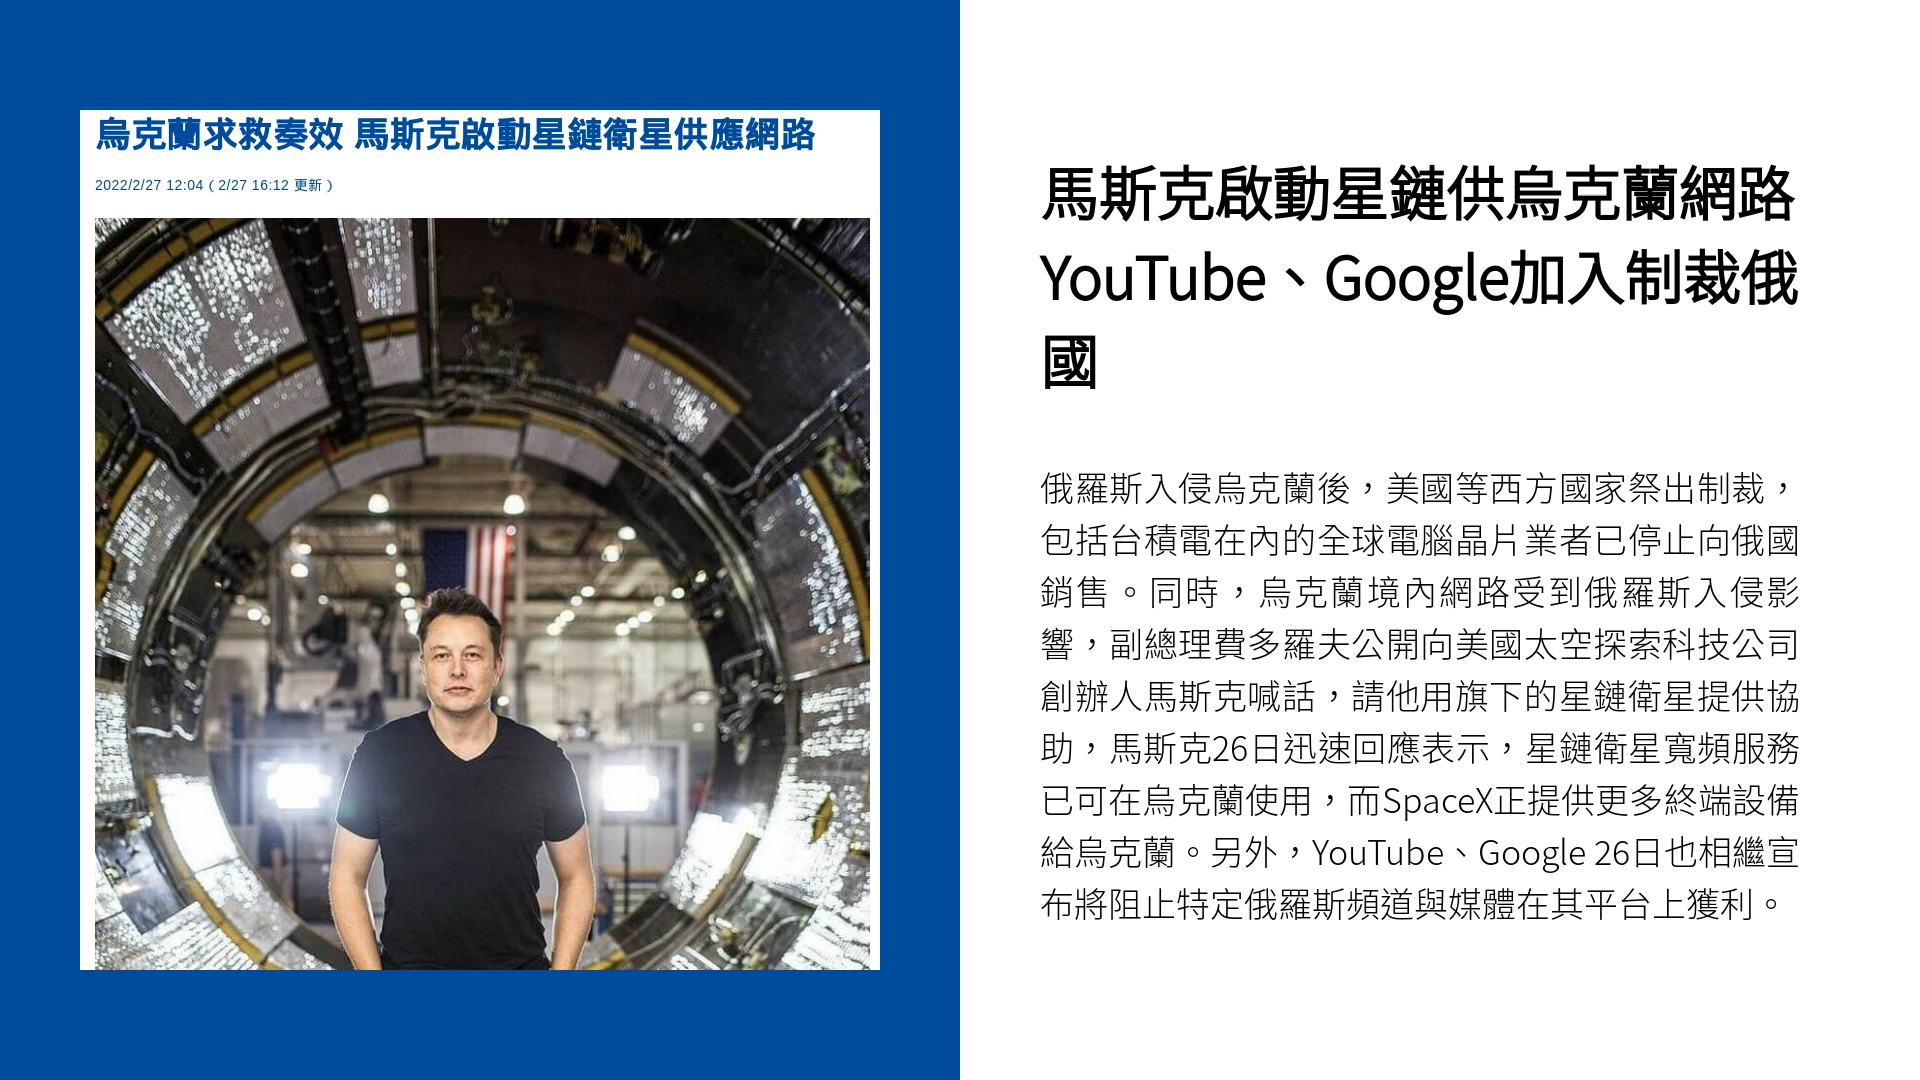 烏克蘭求救奏效 馬斯克啟動星鏈衛星供應網路
2022/2/27 12:04（2/27 16:12 更新）
馬斯克啟動星鏈供烏克蘭網路
YouTube、Google加入制裁俄
國
俄羅斯入侵烏克蘭後，美國等西方國家祭出制裁，
包括台積電在內的全球電腦晶片業者已停止向俄國
銷售。同時，烏克蘭境內網路受到俄羅斯入侵影
響，副總理費多羅夫公開向美國太空探索科技公司
創辦人馬斯克喊話，請他用旗下的星鏈衛星提供協
助，馬斯克26日迅速回應表示，星鏈衛星寬頻服務
已可在烏克蘭使用，而SpaceX正提供更多終端設備
給烏克蘭。另外，YouTube、Google 26日也相繼宣
布將阻止特定俄羅斯頻道與媒體在其平台上獲利。